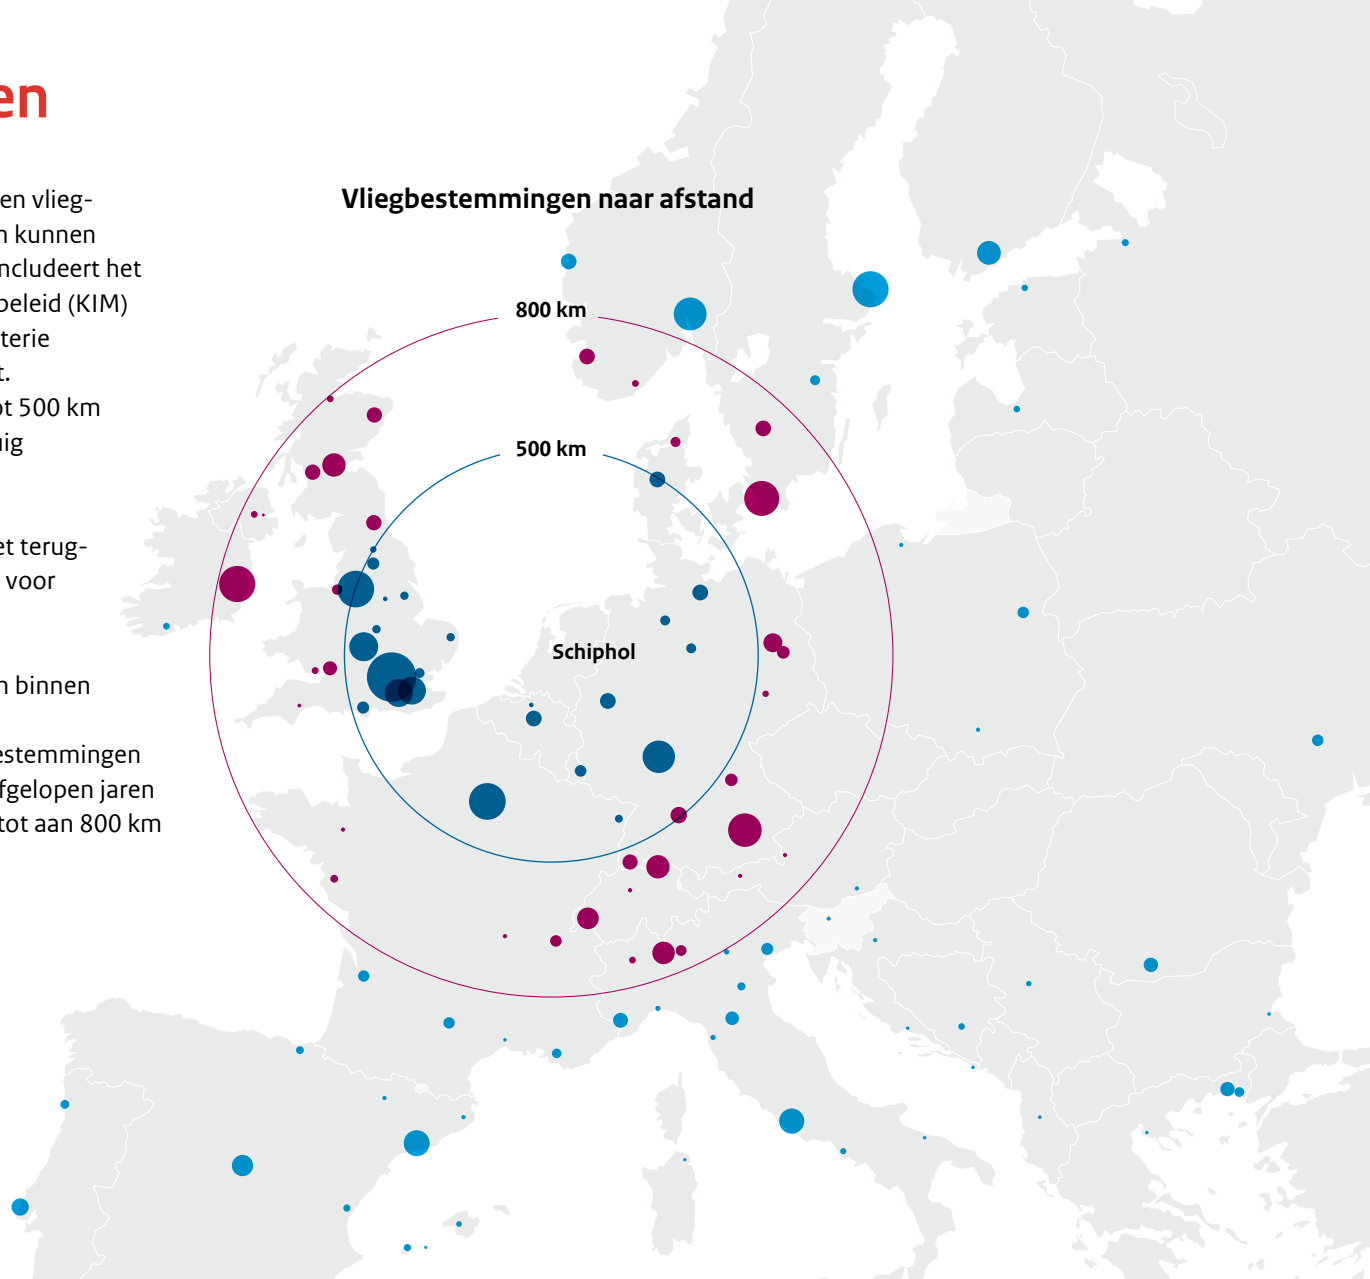 en
en vlieg-
n kunnen
ncludeert het
beleid (KIM)
terie
t.
ot 500 km
uig
et terug-
voor
n binnen
estemmingen
fgelopen jaren
tot aan 800 km
Vliegbestemmingen naar afstand
800 km
500 km
Schiphol